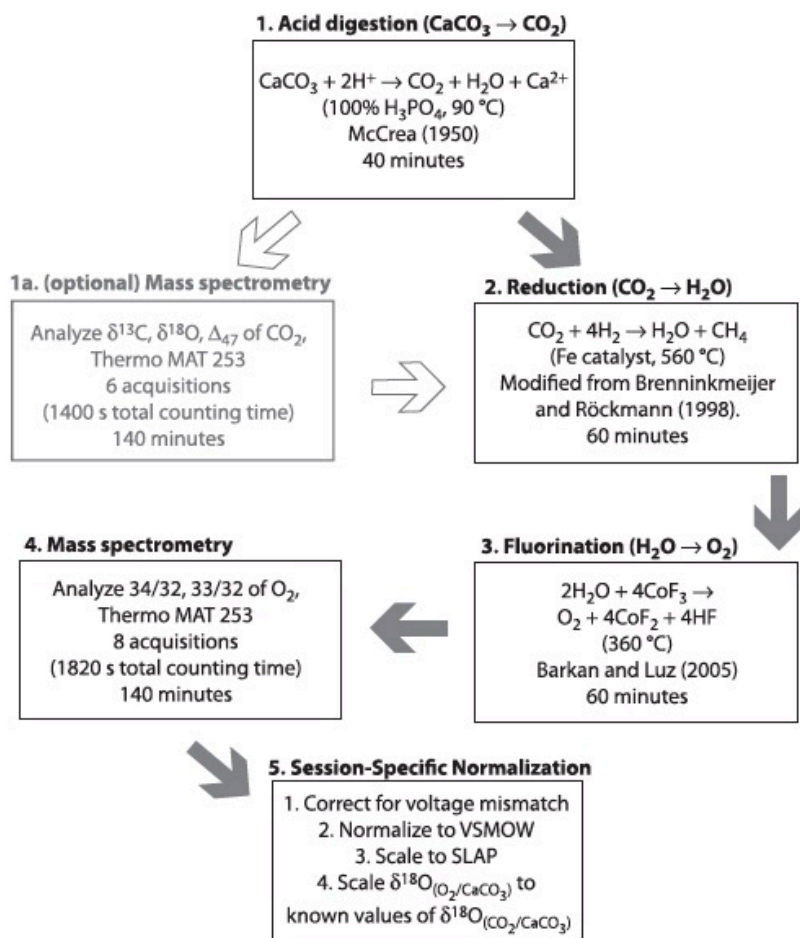 1. Acid digestion (CaCO₃ → CO₂)
CaCO₃ + 2H⁺ → CO₂ + H₂O + Ca²⁺
(100% H₃PO₄, 90 °C)
McCrea (1950)
40 minutes
1a. (optional) Mass spectrometry
Analyze δ¹³C, δ¹⁸O, Δ₄₇ of CO₂,
Thermo MAT 253
6 acquisitions
(1400 s total counting time)
140 minutes
2. Reduction (CO₂ → H₂O)
CO₂ + 4H₂ → H₂O + CH₄
(Fe catalyst, 560 °C)
Modified from Brenninkmeijer
and Röckmann (1998).
60 minutes
3. Fluorination (H₂O → O₂)
2H₂O + 4CoF₃ →
O₂ + 4CoF₂ + 4HF
(360 °C)
Barkan and Luz (2005)
60 minutes
4. Mass spectrometry
Analyze 34/32, 33/32 of O₂,
Thermo MAT 253
8 acquisitions
(1820 s total counting time)
140 minutes
5. Session-Specific Normalization
1. Correct for voltage mismatch
2. Normalize to VSMOW
3. Scale to SLAP
4. Scale δ¹⁸O(O₂/CaCO₃) to
known values of δ¹⁸O(CO₂/CaCO₃)